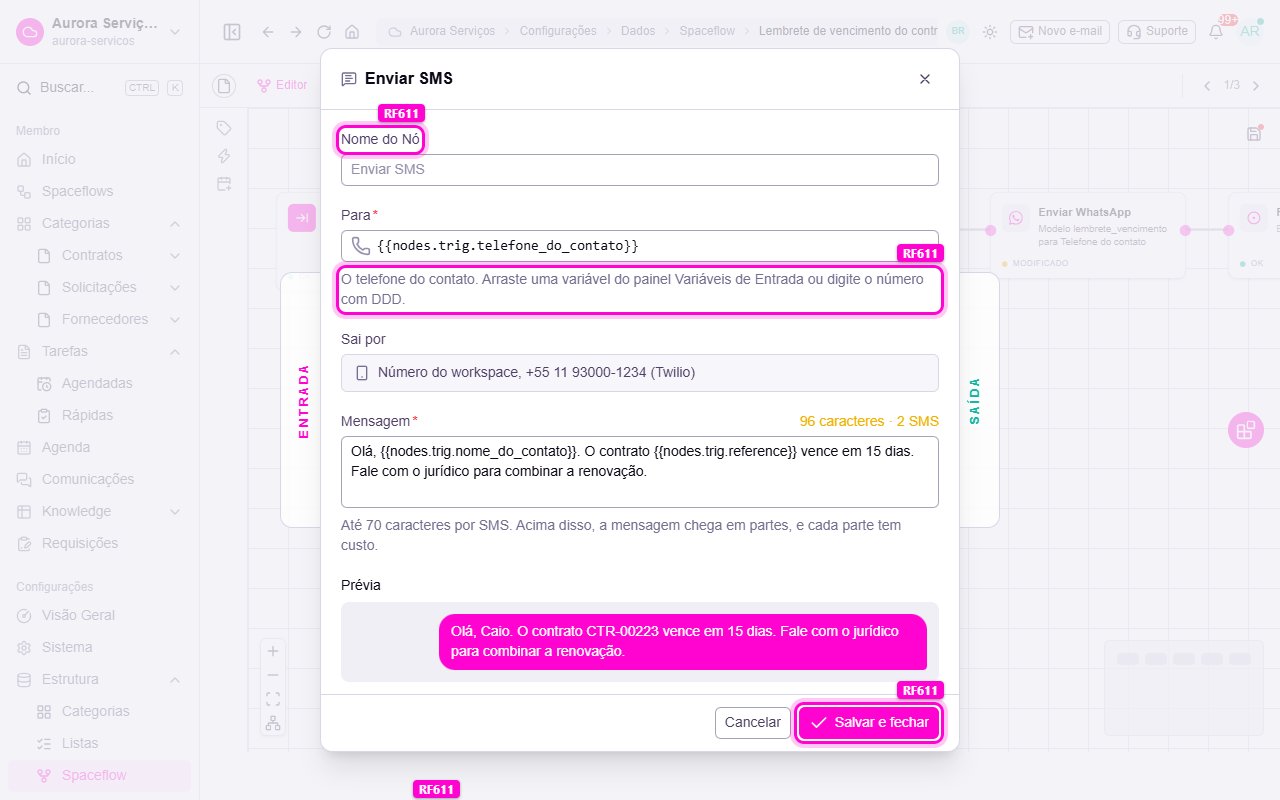 Aurora Serviç...
aurora-servicos
Aurora Serviços
Configurações
Dados
Spaceflow
Lembrete de vencimento do contr
BR
Novo e-mail
Suporte
99+
AR
Buscar...
CTRL
K
Editor
1/3
Membro
Início
Spaceflows
Categorias
Contratos
Solicitações
Fornecedores
Tarefas
Agendadas
Rápidas
Agenda
Comunicações
Knowledge
Requisições
Configurações
Visão Geral
Sistema
Estrutura
Categorias
Listas
Spaceflow
ENTRADA
Enviar SMS
RF611
Nome do Nó
Enviar SMS
Para*
{{nodes.trig.telefone_do_contato}}
RF611
O telefone do contato. Arraste uma variável do painel Variáveis de Entrada ou digite o número
com DDD.
Sai por
Número do workspace, +55 11 93000-1234 (Twilio)
Mensagem*
96 caracteres · 2 SMS
Olá, {{nodes.trig.nome_do_contato}}. O contrato {{nodes.trig.reference}} vence em 15 dias.
Fale com o jurídico para combinar a renovação.
Até 70 caracteres por SMS. Acima disso, a mensagem chega em partes, e cada parte tem
custo.
Prévia
Olá, Caio. O contrato CTR-00223 vence em 15 dias. Fale com o jurídico
para combinar a renovação.
RF611
Cancelar
Salvar e fechar
RF611
SAÍDA
Enviar WhatsApp
Modelo lembrete_vencimento
para Telefone do contato
MODIFICADO
OK